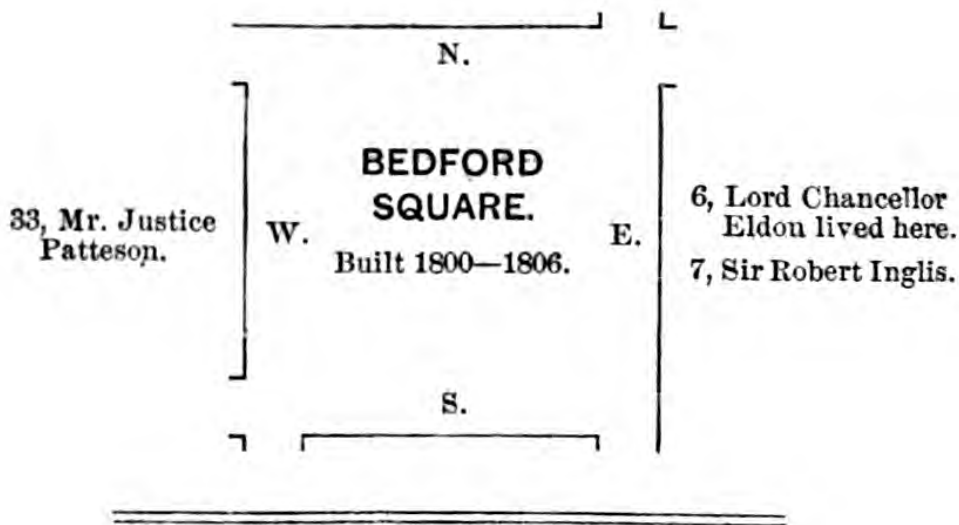 N.
BEDFORD
SQUARE.
Built 1800—1806.
W.
E.
S.
33, Mr. Justice
Patteson.
6, Lord Chancellor
Eldon lived here.
7, Sir Robert Inglis.